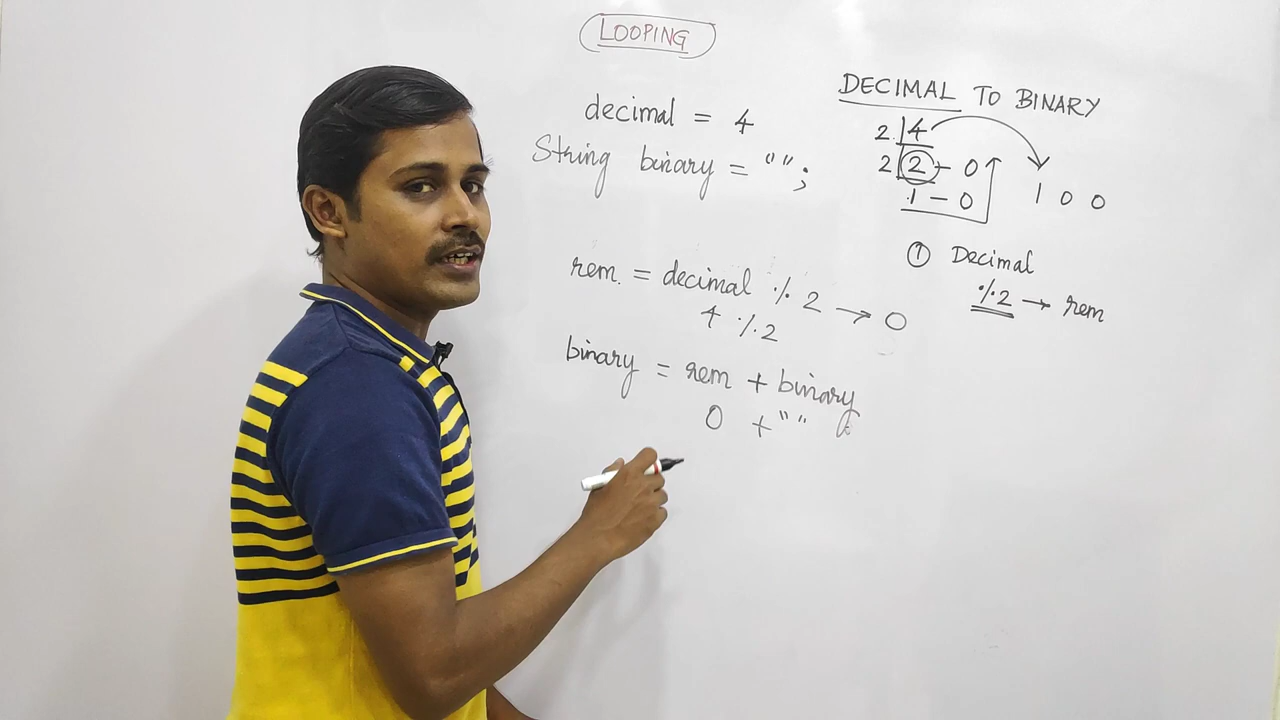 LOOPING
decimal = 4
String binary = "";
rem. = decimal % 2 → 0
4 % 2
binary = rem + binary
0 + ""
DECIMAL TO BINARY
2 4
2 2 - 0
1 - 0
1 0 0
① Decimal
% 2 → rem